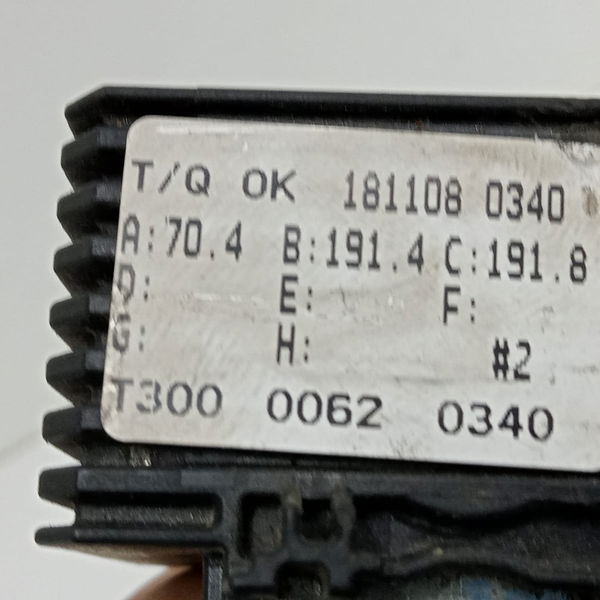 T/Q OK 181108 0340
A:70.4 B:191.4 C:191.8
D: E: F:
G: H: #2
T300 0062 0340